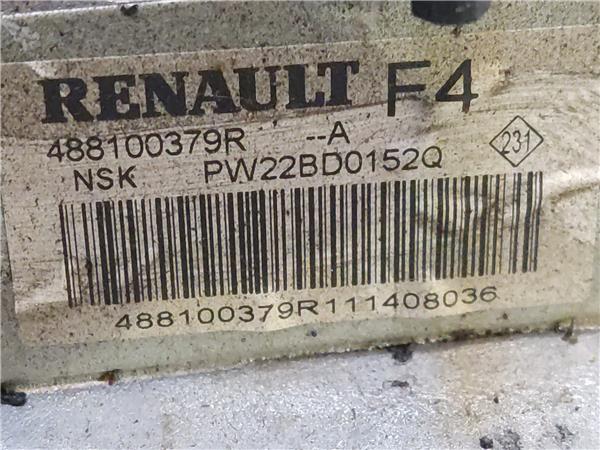 RENAULT F4
488100379R --A
NSK PW22BD0152Q 231
488100379R111408036